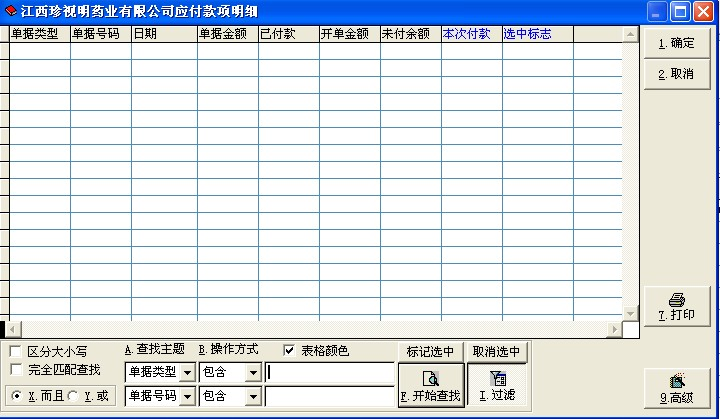 江西珍视明药业有限公司应付款项明细
单据类型 单据号码 日期 单据金额 已付款 开单金额 未付余额 本次付款 选中标志
1.确定
2.取消
7.打印
9.高级
区分大小写 A.查找主题 B.操作方式 表格颜色 标记选中 取消选中
完全匹配查找 单据类型 包含 F.开始查找 I.过滤
X.而且 Y.或 单据号码 包含